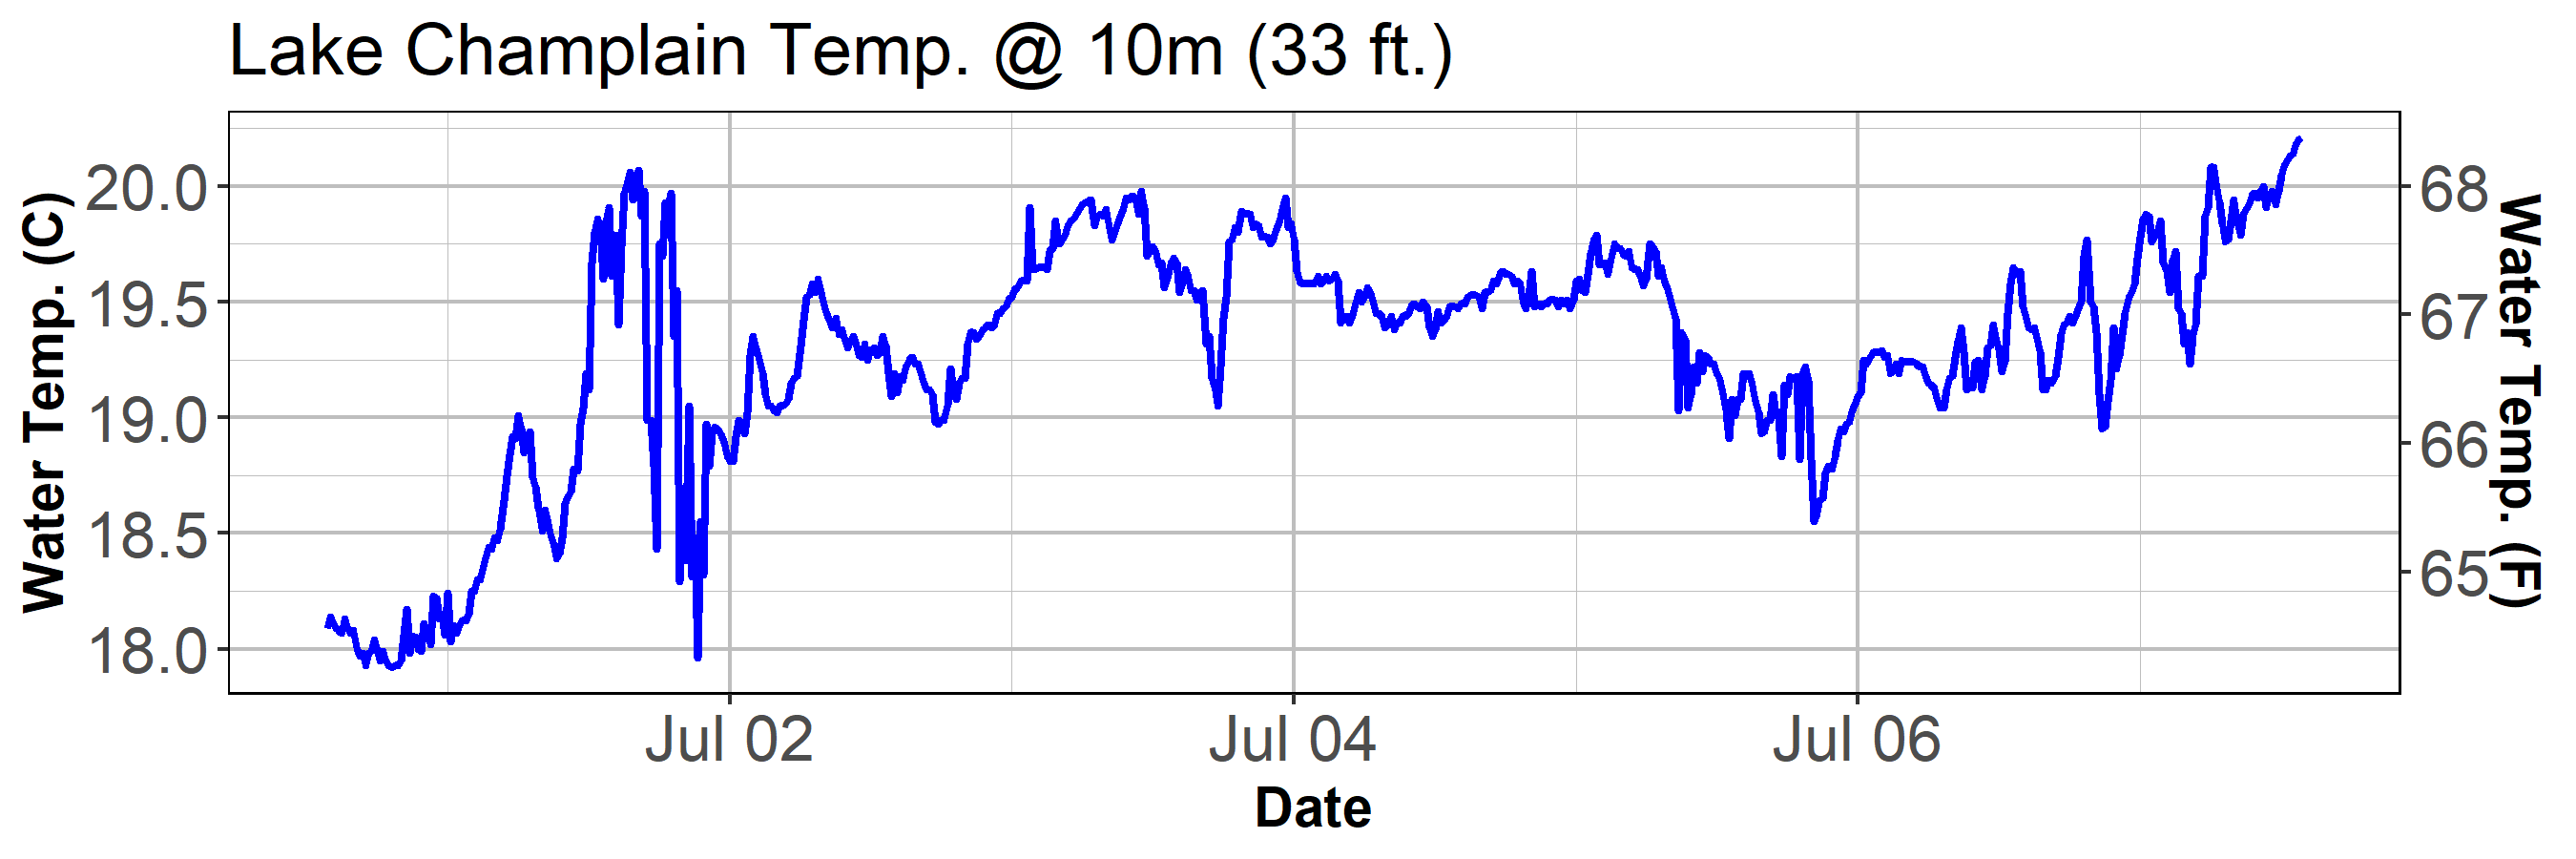 Lake Champlain Temp. @ 10m (33 ft.)
Water Temp. (C)
20.0
19.5
19.0
18.5
18.0
68
67
66
65
Water Temp. (F)
Jul 02
Jul 04
Jul 06
Date